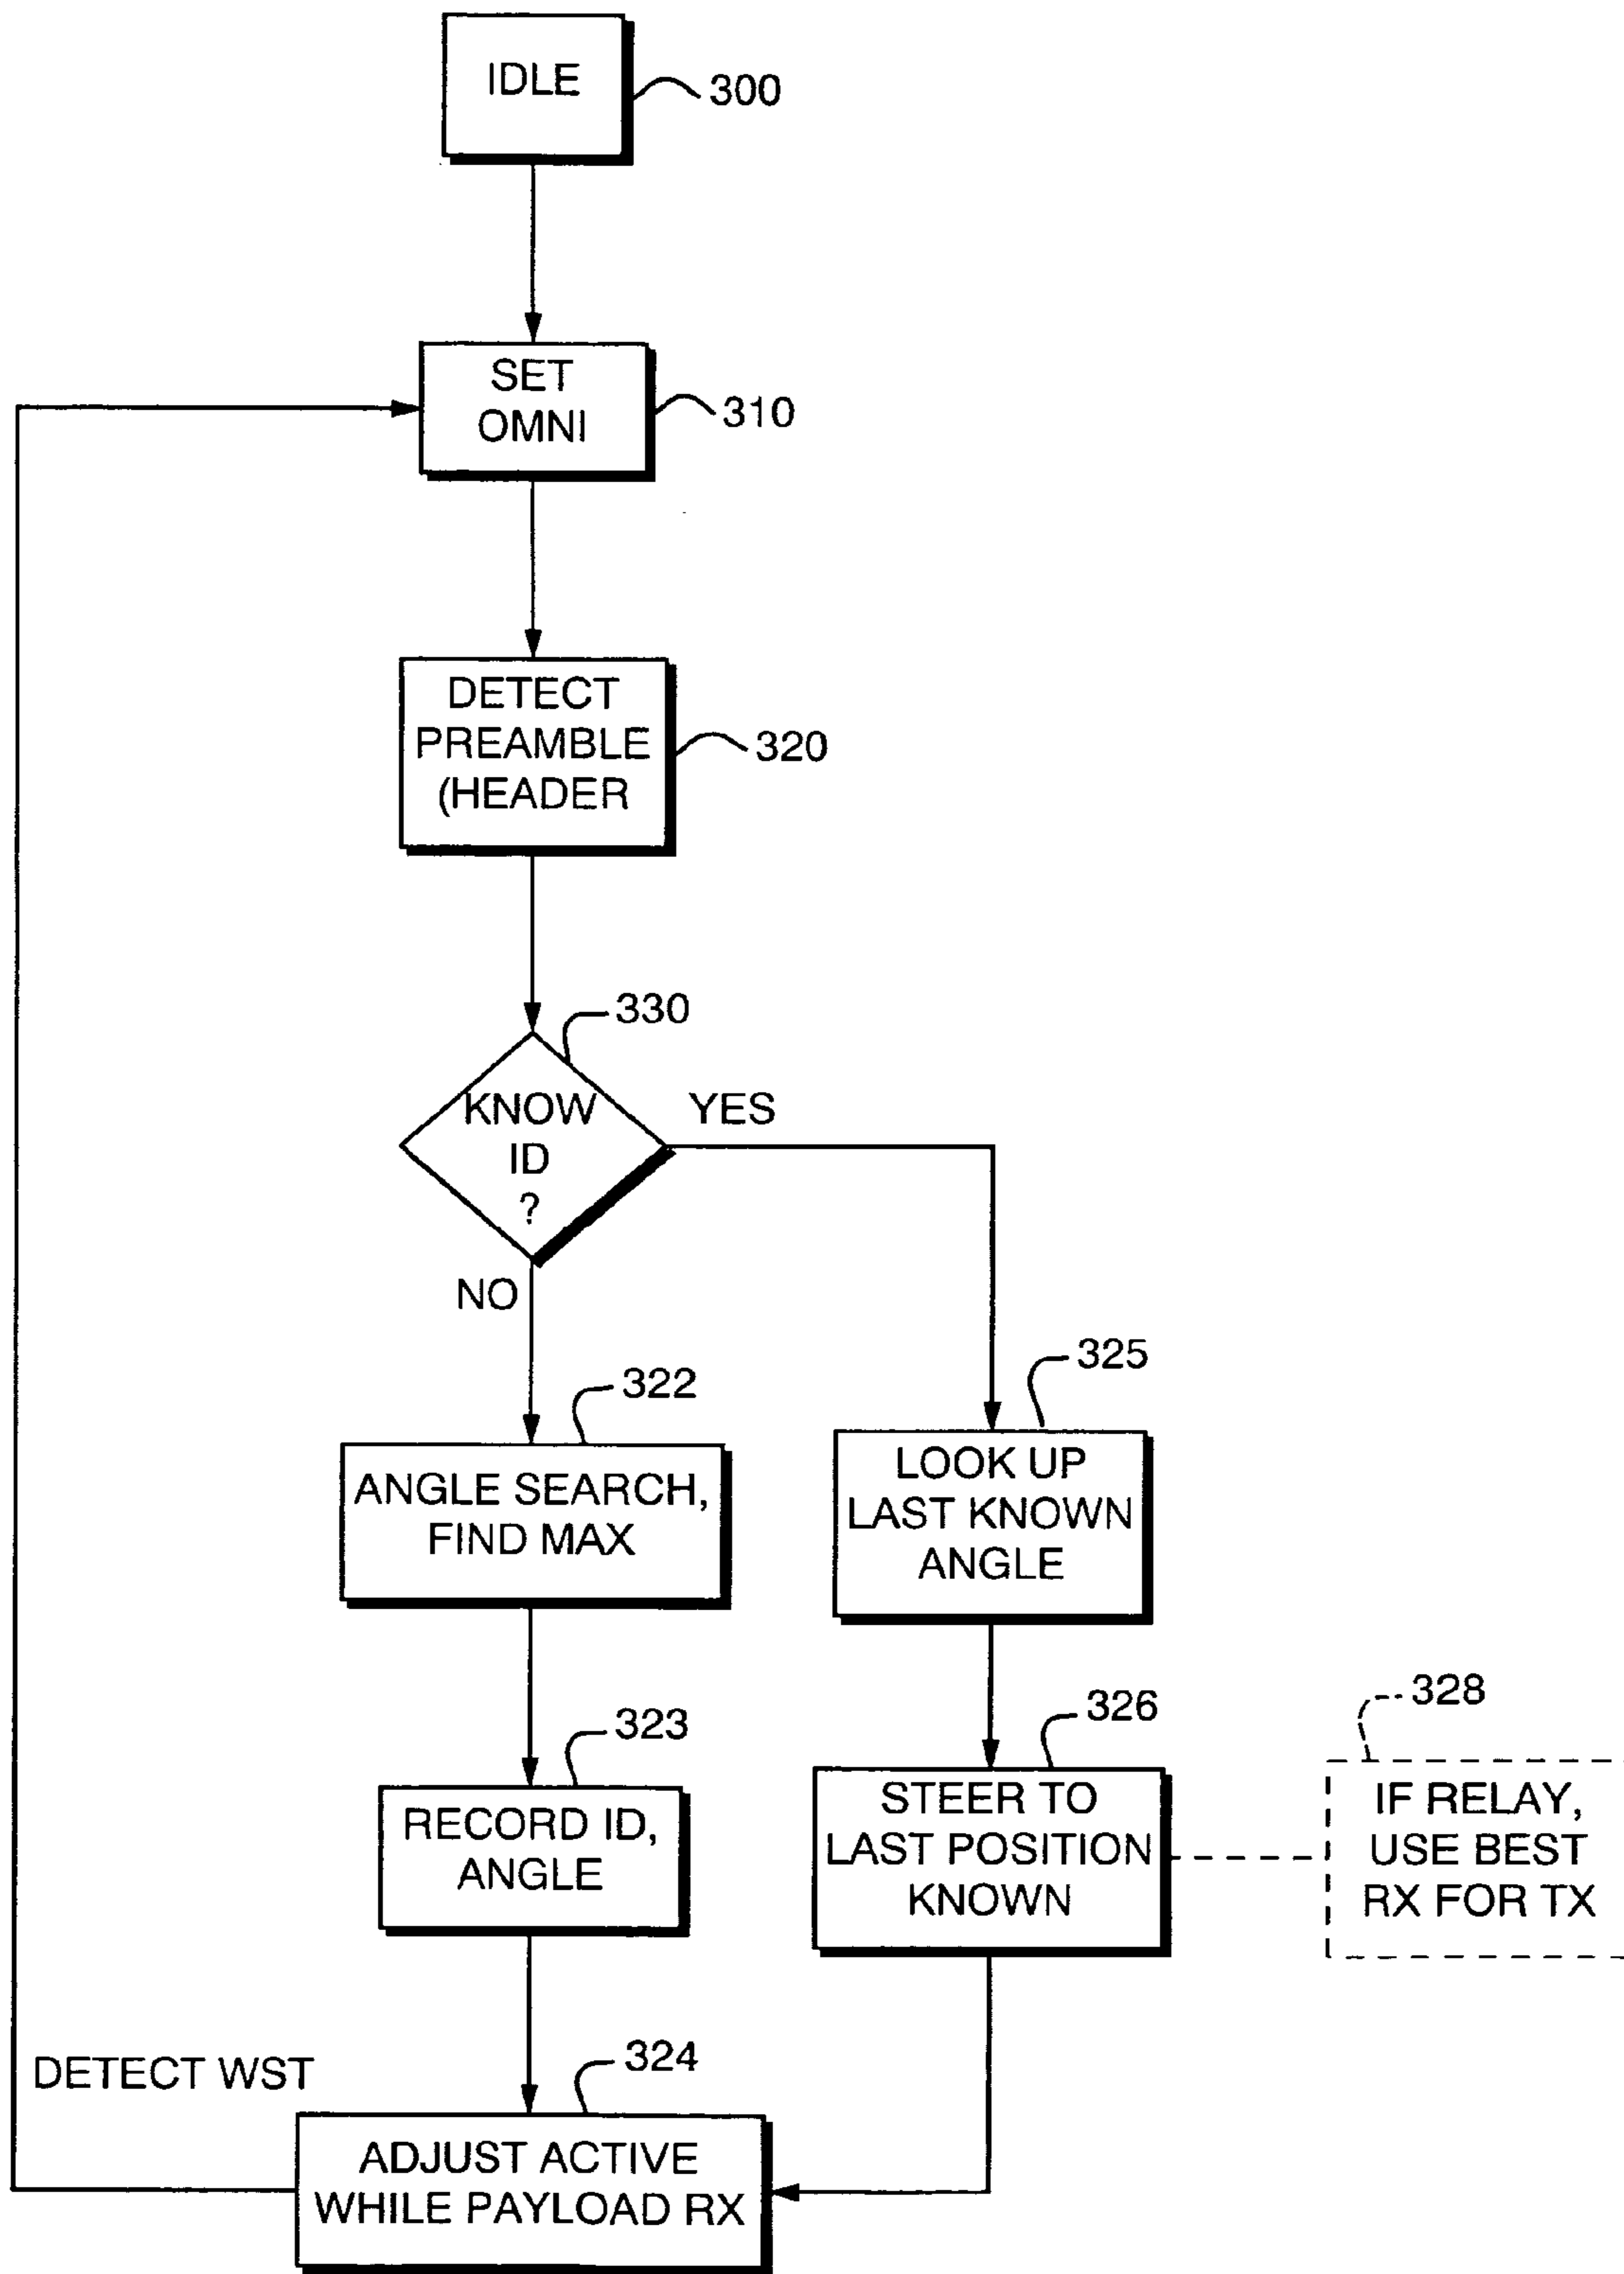 IDLE
300
SET
OMNI
310
DETECT
PREAMBLE
(HEADER
320
330
KNOW
ID
?
YES
NO
322
ANGLE SEARCH,
FIND MAX
325
LOOK UP
LAST KNOWN
ANGLE
323
RECORD ID,
ANGLE
326
STEER TO
LAST POSITION
KNOWN
328
IF RELAY,
USE BEST
RX FOR TX
DETECT WST
324
ADJUST ACTIVE
WHILE PAYLOAD RX